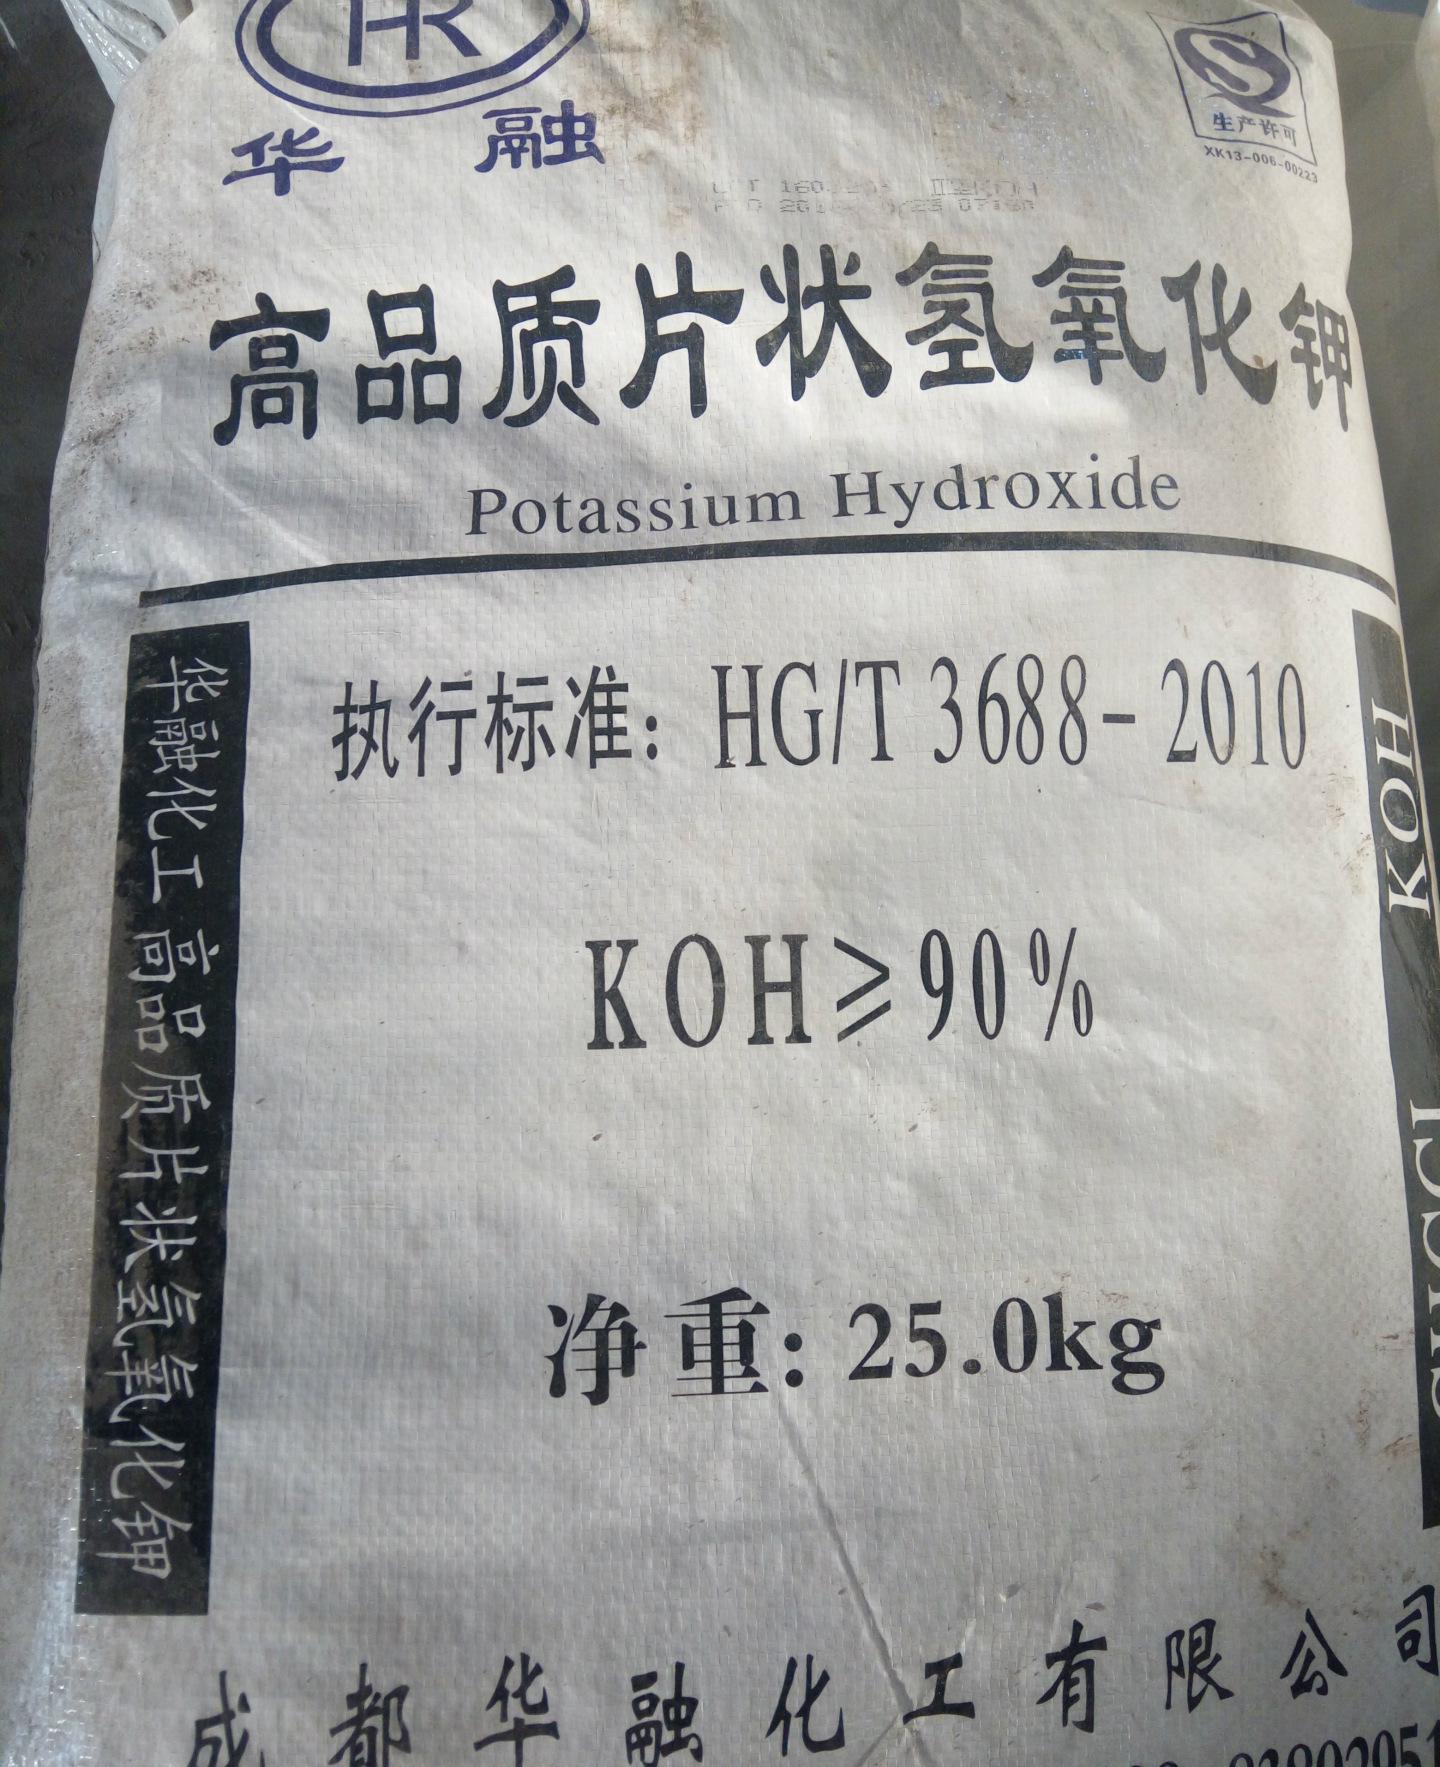 HR
华融
QS
生产许可
XK13-006-00223
高品质片状氢氧化钾
Potassium Hydroxide
执行标准：HG/T 3688-2010
KOH≥90%
净重：25.0kg
华融化工 高品质片状氢氧化钾
KOH
成都华融化工有限公司